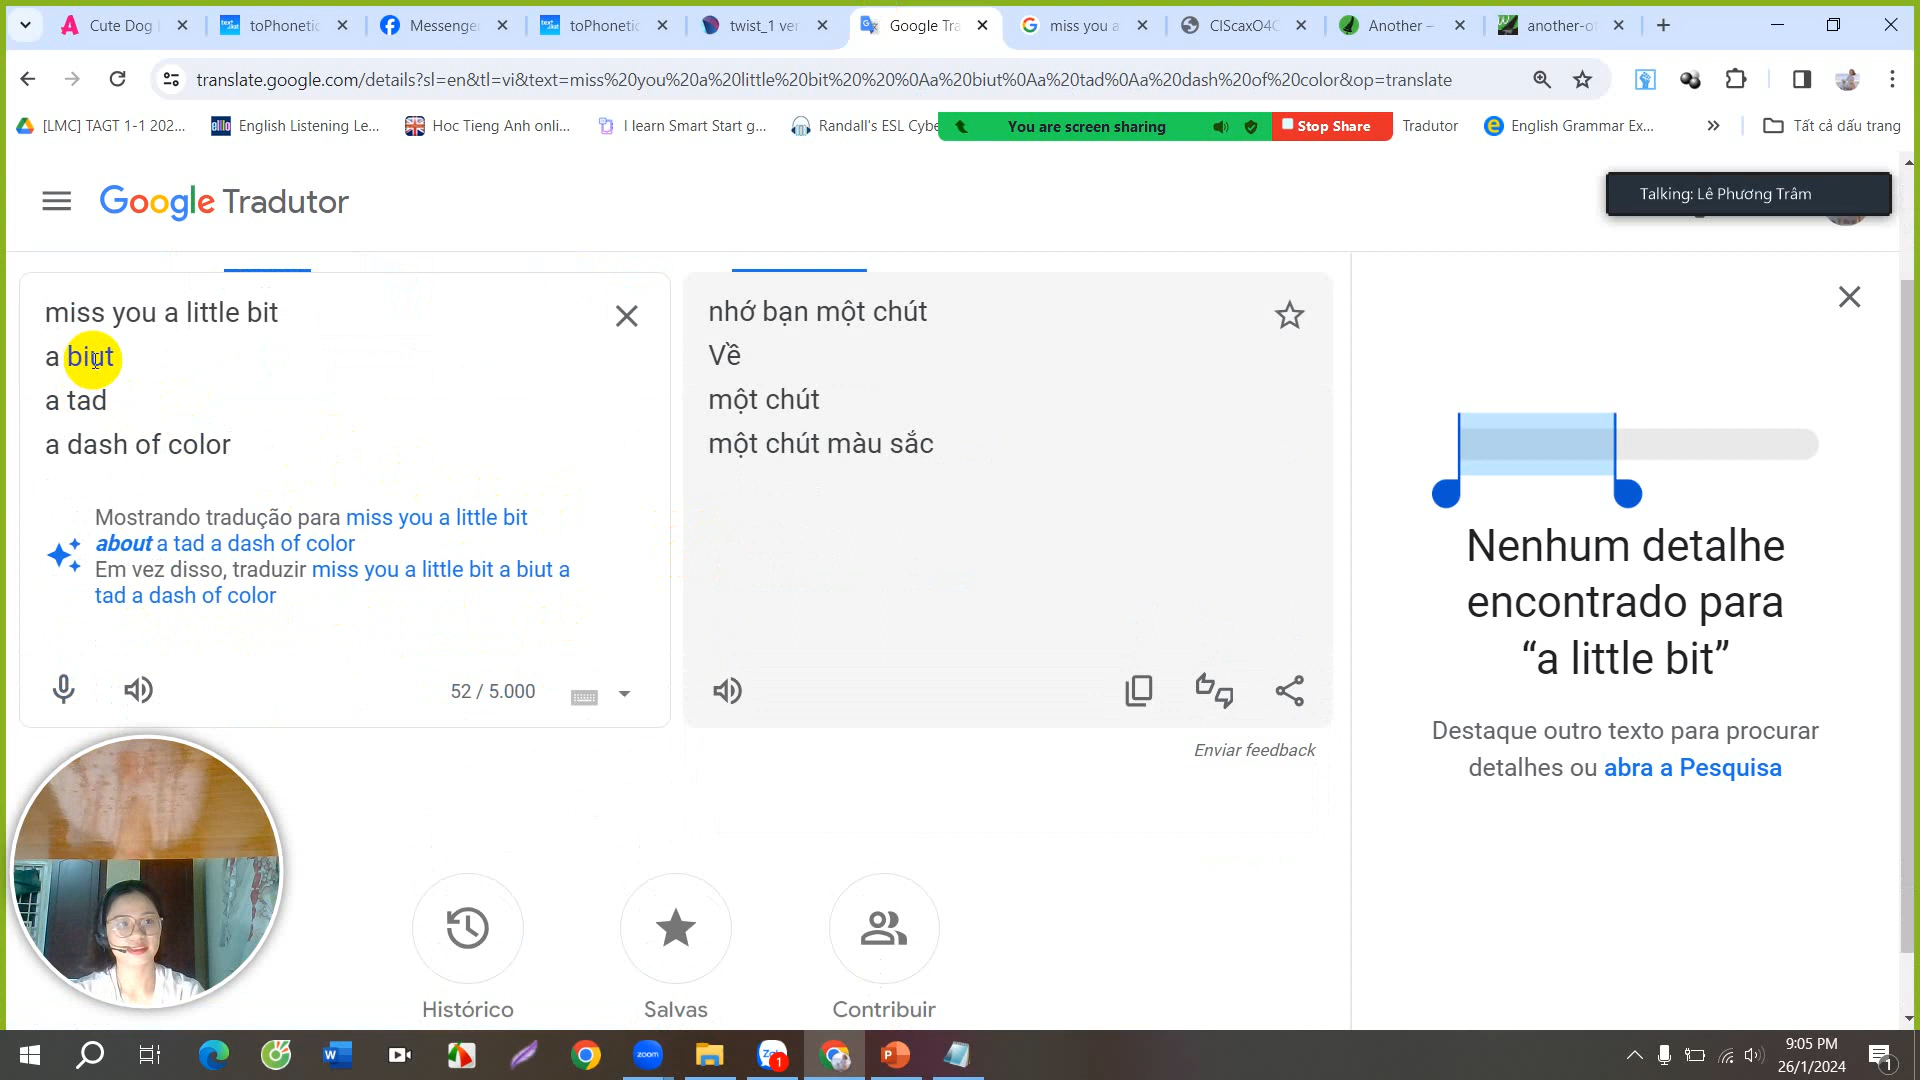 Cute Dog
toPhonetic
Messenge
toPhonetic
twist_1 ver
Google Tra
miss you a
CIScaxO4C
Another –
another-of
translate.google.com/details?sl=en&tl=vi&text=miss%20you%20a%20little%20bit%20%20%0Aa%20biut%0Aa%20tad%0Aa%20dash%20of%20color&op=translate
[LMC] TAGT 1-1 202...
English Listening Le...
Hoc Tieng Anh onli...
I learn Smart Start g...
Randall's ESL Cybe
You are screen sharing
Stop Share
Tradutor
English Grammar Ex...
Tất cả dấu trang
Google Tradutor
Talking: Lê Phương Trâm
miss you a little bit
a biut
a tad
a dash of color
nhớ bạn một chút
Về
một chút
một chút màu sắc
Mostrando tradução para miss you a little bit
about a tad a dash of color
Em vez disso, traduzir miss you a little bit a biut a
tad a dash of color
52 / 5.000
Enviar feedback
Nenhum detalhe
encontrado para
“a little bit”
Destaque outro texto para procurar
detalhes ou abra a Pesquisa
Histórico
Salvas
Contribuir
zoom
1
9:05 PM
26/1/2024
1